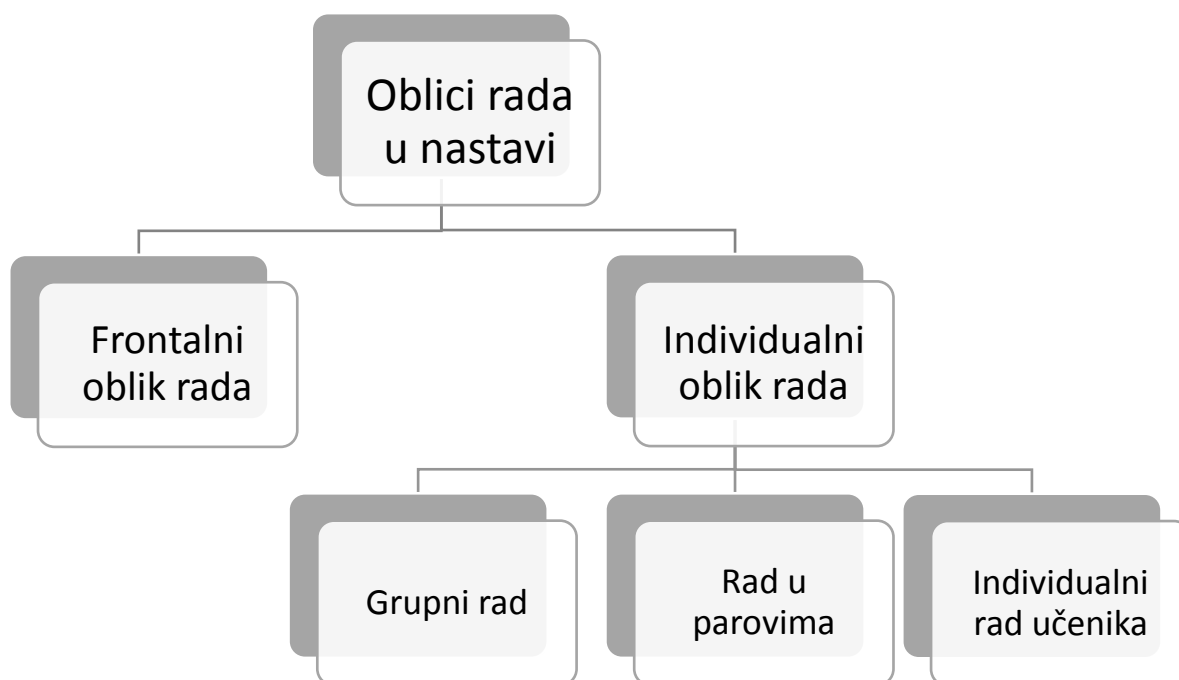 Oblici rada
u nastavi
Frontalni
oblik rada
Individualni
oblik rada
Grupni rad
Rad u
parovima
Individualni
rad učenika